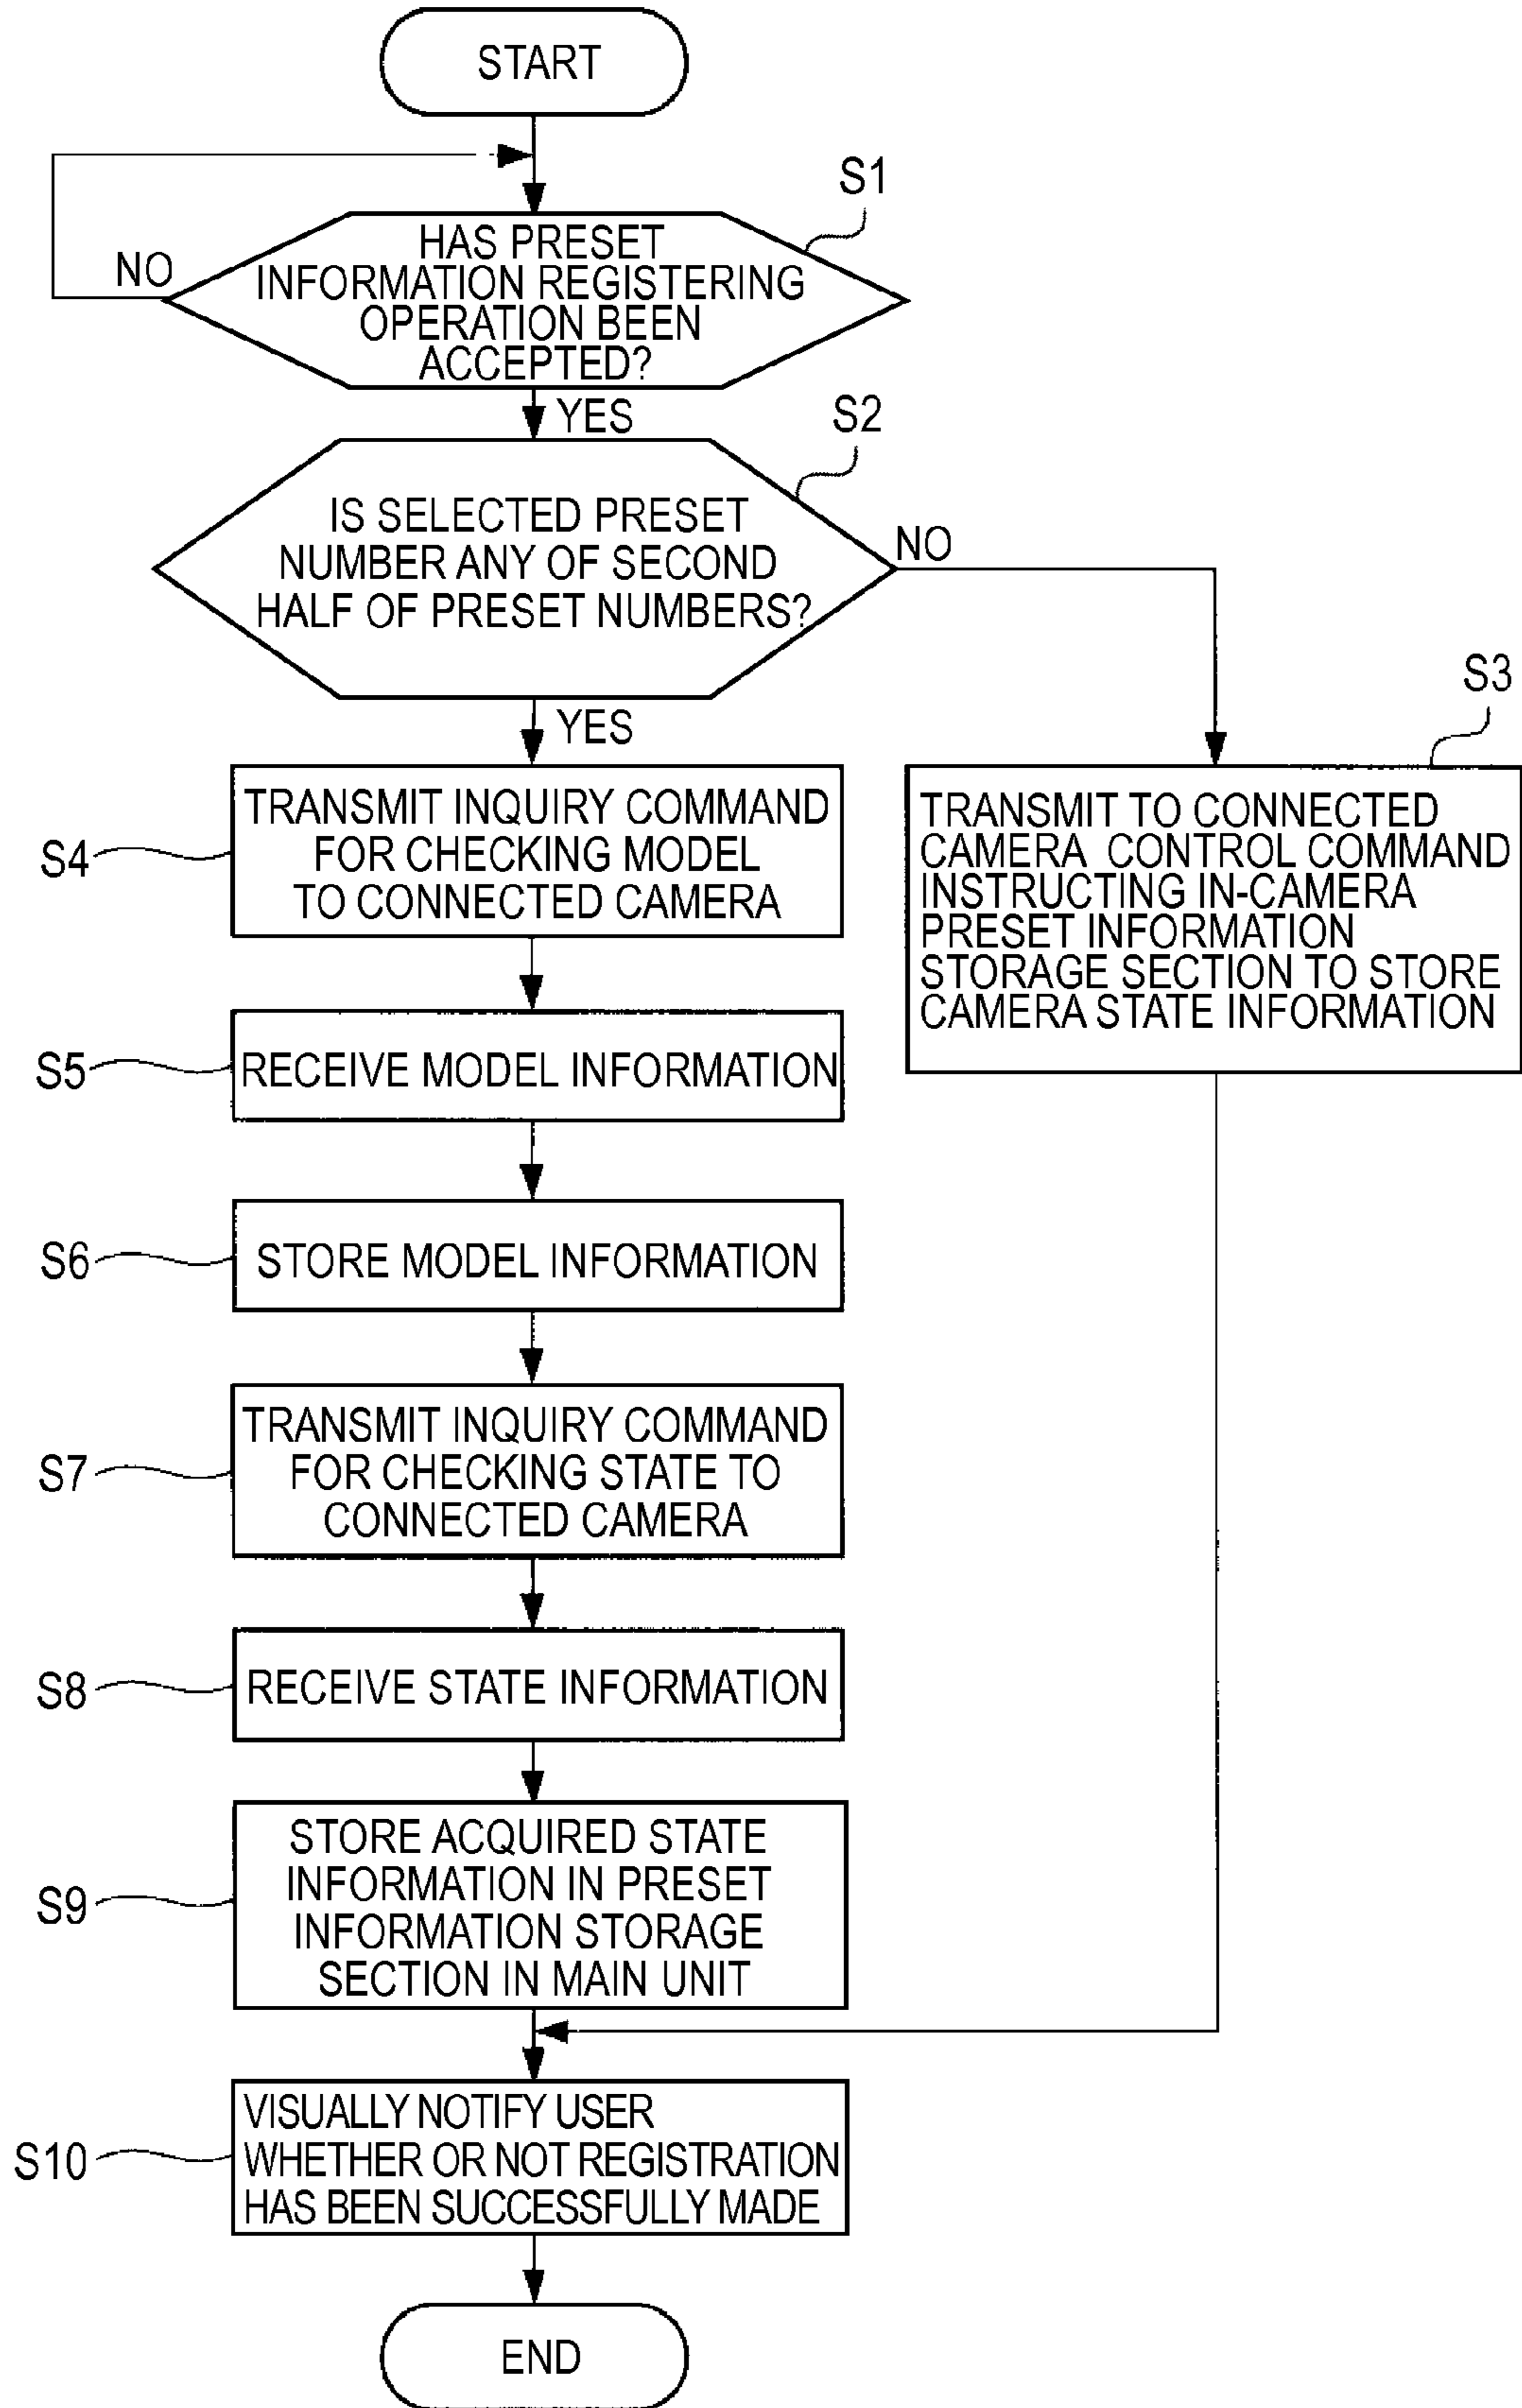 START
S1
HAS PRESET
INFORMATION REGISTERING
OPERATION BEEN
ACCEPTED?
NO
YES
S2
IS SELECTED PRESET
NUMBER ANY OF SECOND
HALF OF PRESET NUMBERS?
NO
YES
S3
TRANSMIT TO CONNECTED
CAMERA CONTROL COMMAND
INSTRUCTING IN-CAMERA
PRESET INFORMATION
STORAGE SECTION TO STORE
CAMERA STATE INFORMATION
S4
TRANSMIT INQUIRY COMMAND
FOR CHECKING MODEL
TO CONNECTED CAMERA
S5
RECEIVE MODEL INFORMATION
S6
STORE MODEL INFORMATION
S7
TRANSMIT INQUIRY COMMAND
FOR CHECKING STATE TO
CONNECTED CAMERA
S8
RECEIVE STATE INFORMATION
S9
STORE ACQUIRED STATE
INFORMATION IN PRESET
INFORMATION STORAGE
SECTION IN MAIN UNIT
S10
VISUALLY NOTIFY USER
WHETHER OR NOT REGISTRATION
HAS BEEN SUCCESSFULLY MADE
END